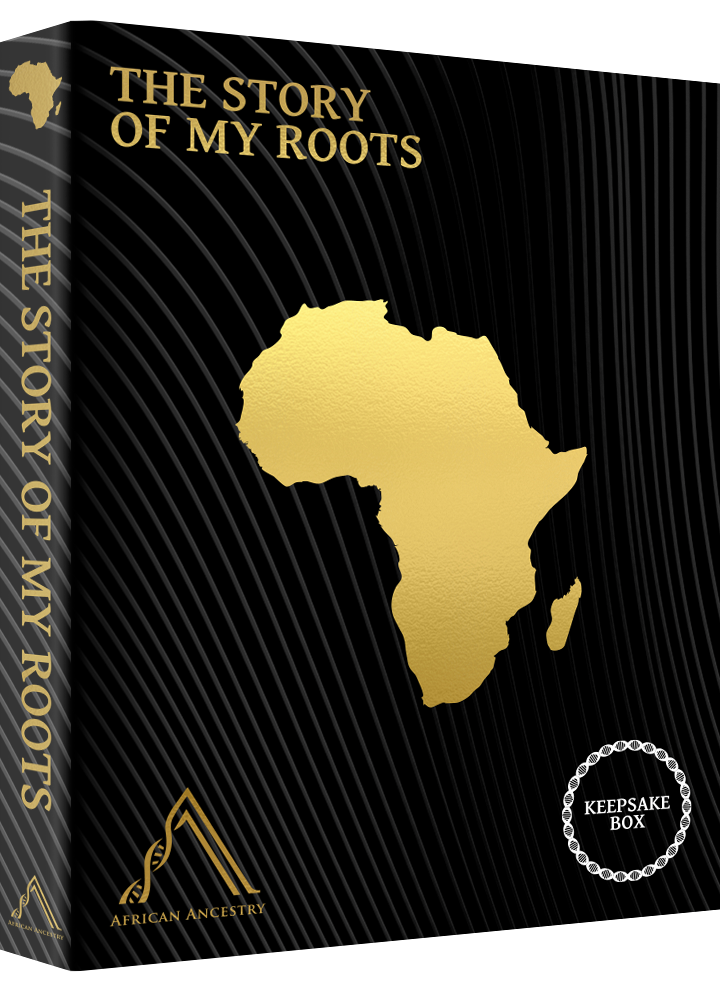 THE STORY
OF MY ROOTS
THE STORY OF MY ROOTS
KEEPSAKE
BOX
AFRICAN ANCESTRY
AFRICAN ANCESTRY